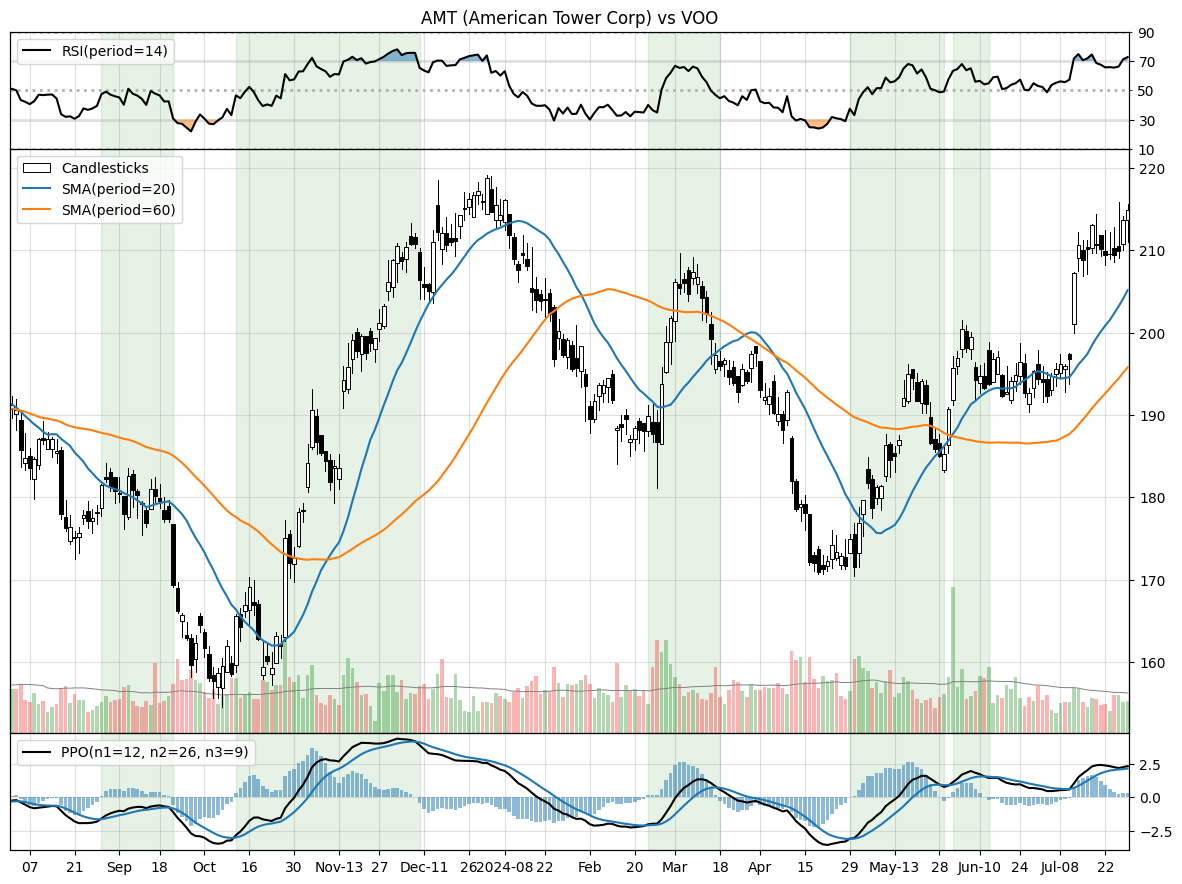 AMT (American Tower Corp) vs VOO
RSI(period=14)
90
70
50
30
10
Candlesticks
SMA(period=20)
SMA(period=60)
220
210
200
190
180
170
160
PPO(n1=12, n2=26, n3=9)
2.5
0.0
−2.5
07 21 Sep 18 Oct 16 30 Nov-13 27 Dec-11 26 2024-08 22 Feb 20 Mar 18 Apr 15 29 May-13 28 Jun-10 24 Jul-08 22